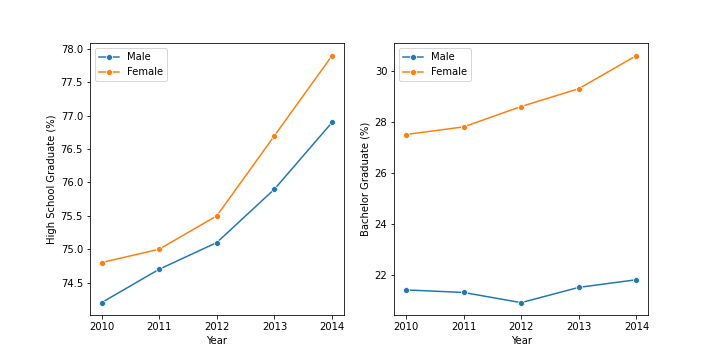 Male
Female
High School Graduate (%)
78.0
77.5
77.0
76.5
76.0
75.5
75.0
74.5
2010 2011 2012 2013 2014
Year
Male
Female
Bachelor Graduate (%)
30
28
26
24
22
2010 2011 2012 2013 2014
Year